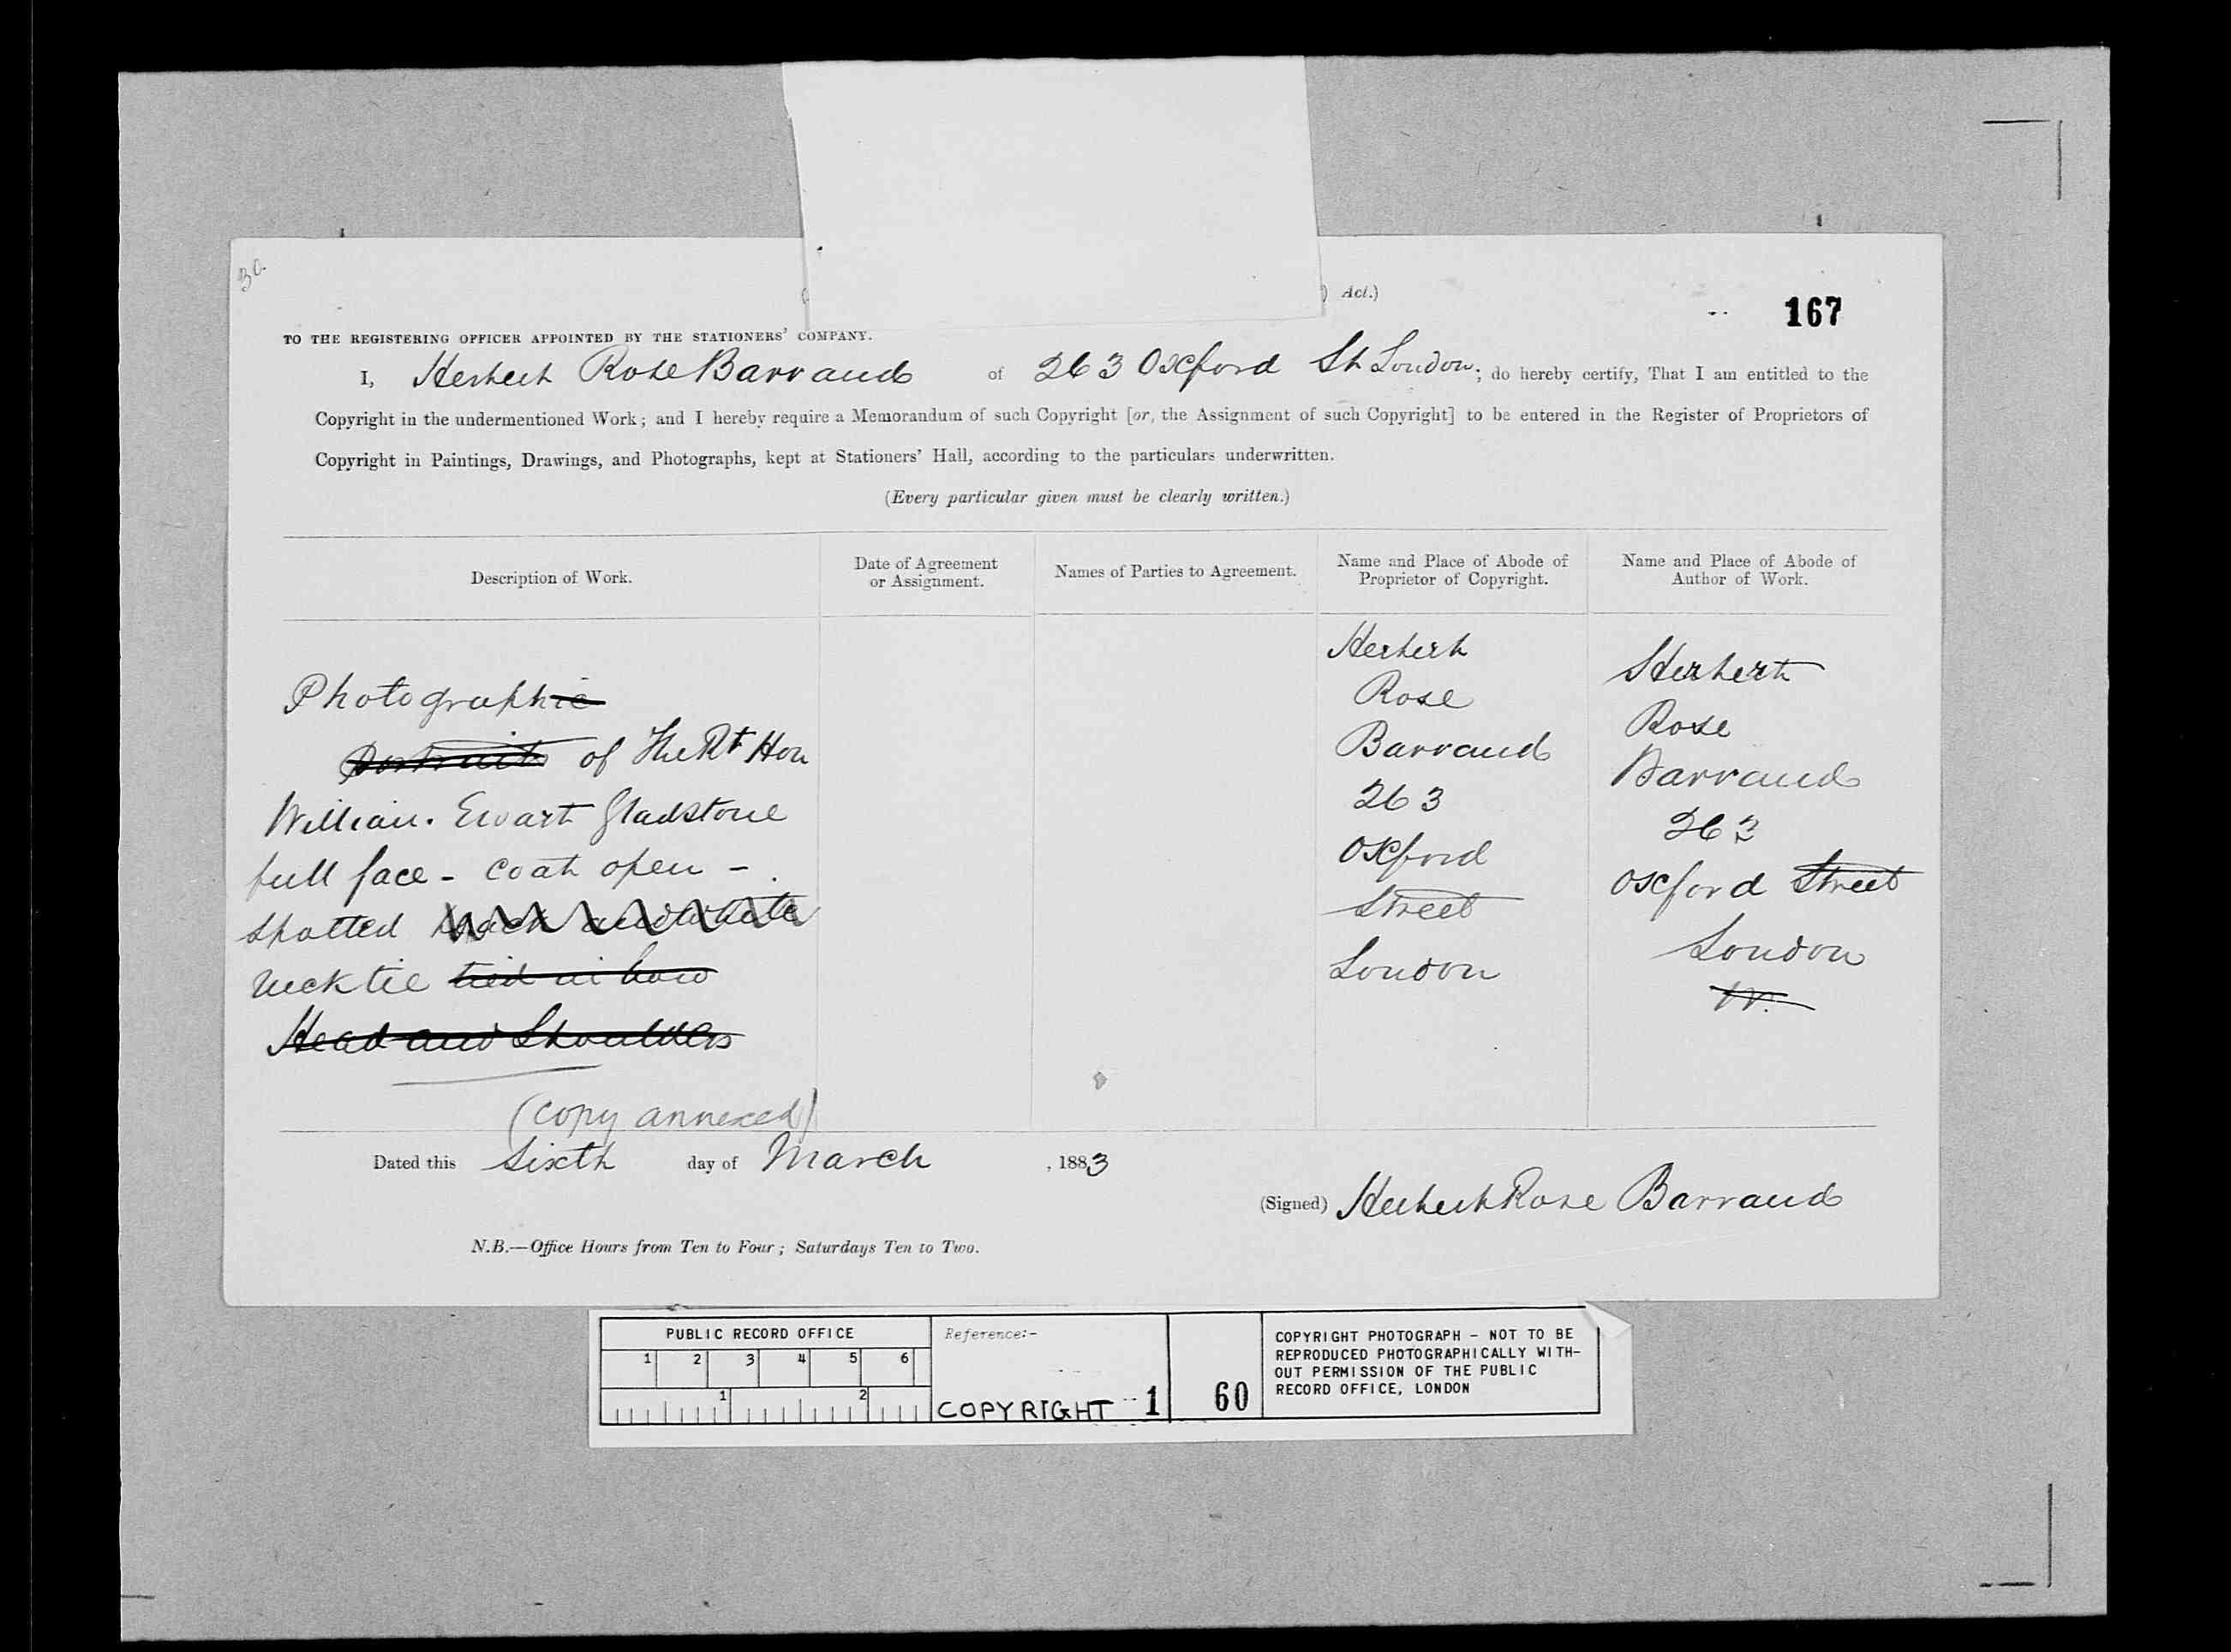 30.
) Act.)
167
TO THE REGISTERING OFFICER APPOINTED BY THE STATIONERS' COMPANY.
I, Herbert Rose Barraud of 263 Oxford St London; do hereby certify, That I am entitled to the
Copyright in the undermentioned Work; and I hereby require a Memorandum of such Copyright [or, the Assignment of such Copyright] to be entered in the Register of Proprietors of
Copyright in Paintings, Drawings, and Photographs, kept at Stationers' Hall, according to the particulars underwritten.
(Every particular given must be clearly written.)
Description of Work.
Date of Agreement
or Assignment.
Names of Parties to Agreement.
Name and Place of Abode of
Proprietor of Copyright.
Name and Place of Abode of
Author of Work.
Photographic
Portraits of The Rt Hon
William. Ewart Gladstone
full face - coat open -
spotted black and white
neck tie tied in bow
Head and Shoulders
(copy annexed)
Herbert
Rose
Barraud
263
Oxford
Street
London
Herbert
Rose
Barraud
263
Oxford Street
London
W.
Dated this Sixth day of March, 1883
(Signed) Herbert Rose Barraud
N.B.—Office Hours from Ten to Four; Saturdays Ten to Two.
PUBLIC RECORD OFFICE
1 2 3 4 5 6
1 2
Reference:-
COPYRIGHT 1
60
COPYRIGHT PHOTOGRAPH - NOT TO BE
REPRODUCED PHOTOGRAPHICALLY WITH-
OUT PERMISSION OF THE PUBLIC
RECORD OFFICE, LONDON